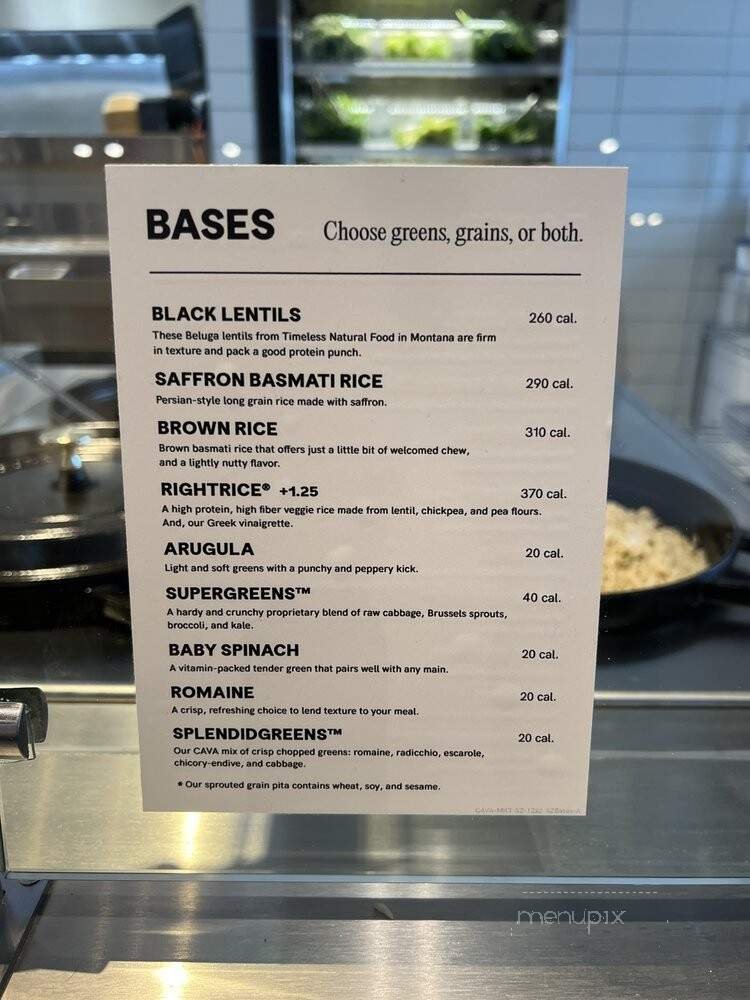 BASES Choose greens, grains, or both.
BLACK LENTILS 260 cal.
These Beluga lentils from Timeless Natural Food in Montana are firm
in texture and pack a good protein punch.
SAFFRON BASMATI RICE 290 cal.
Persian-style long grain rice made with saffron.
BROWN RICE 310 cal.
Brown basmati rice that offers just a little bit of welcomed chew,
and a lightly nutty flavor.
RIGHTRICE® +1.25 370 cal.
A high protein, high fiber veggie rice made from lentil, chickpea, and pea flours.
And, our Greek vinaigrette.
ARUGULA 20 cal.
Light and soft greens with a punchy and peppery kick.
SUPERGREENS™ 40 cal.
A hardy and crunchy proprietary blend of raw cabbage, Brussels sprouts,
broccoli, and kale.
BABY SPINACH 20 cal.
A vitamin-packed tender green that pairs well with any main.
ROMAINE 20 cal.
A crisp, refreshing choice to lend texture to your meal.
SPLENDIDGREENS™ 20 cal.
Our CAVA mix of crisp chopped greens: romaine, radicchio, escarole,
chicory-endive, and cabbage.
* Our sprouted grain pita contains wheat, soy, and sesame.
menupix